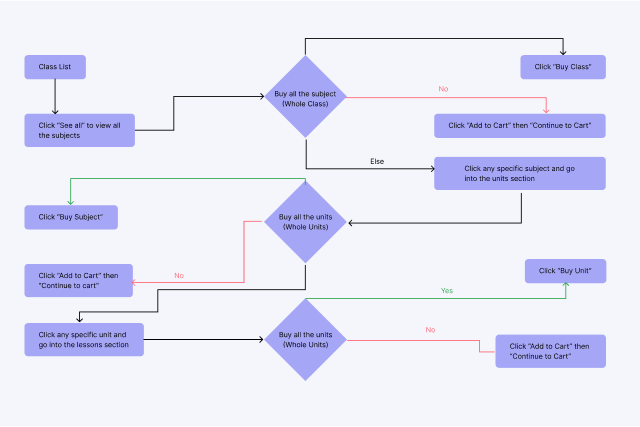 Class List
Click “Buy Class”
Buy all the subject
(Whole Class)
No
Click “See all” to view all
the subjects
Click “Add to Cart” then “Continue to Cart”
Else
Click any specific subject and go
into the units section
Click “Buy Subject”
Buy all the units
(Whole Units)
No
Click “Add to Cart” then
“Continue to cart”
Click “Buy Unit”
Yes
Click any specific unit and
go into the lessons section
Buy all the units
(Whole Units)
No
Click “Add to Cart” then
“Continue to Cart”